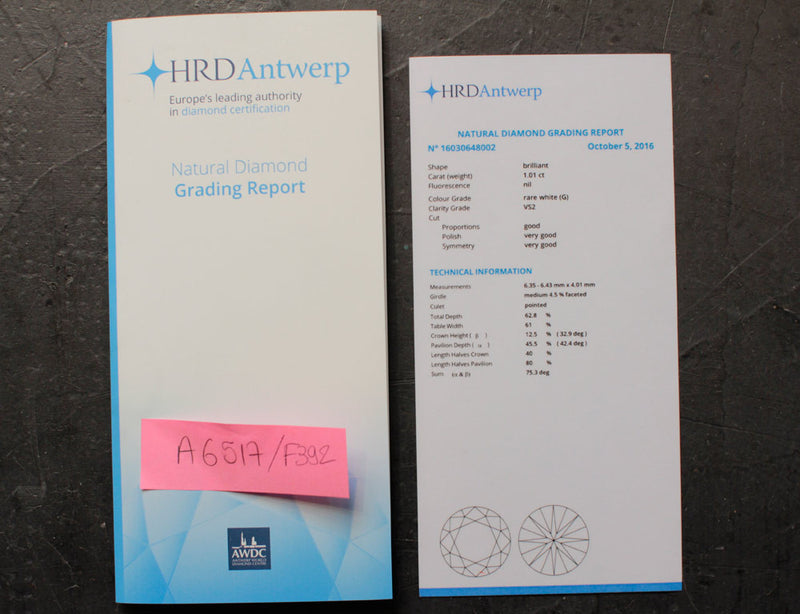 HRDAntwerp
Europe's leading authority
in diamond certification
Natural Diamond
Grading Report
A6517/F392
AWDC
ANTWERP WORLD
DIAMOND CENTRE
HRDAntwerp
NATURAL DIAMOND GRADING REPORT
N° 16030648002 October 5, 2016
Shape brilliant
Carat (weight) 1.01 ct
Fluorescence nil
Colour Grade rare white (G)
Clarity Grade VS2
Cut
Proportions good
Polish very good
Symmetry very good
TECHNICAL INFORMATION
Measurements 6.35 - 6.43 mm x 4.01 mm
Girdle medium 4.5 % faceted
Culet pointed
Total Depth 62.8 %
Table Width 61 %
Crown Height ( β ) 12.5 % ( 32.9 deg )
Pavilion Depth ( α ) 45.5 % ( 42.4 deg )
Length Halves Crown 40 %
Length Halves Pavilion 80 %
Sum (α & β) 75.3 deg